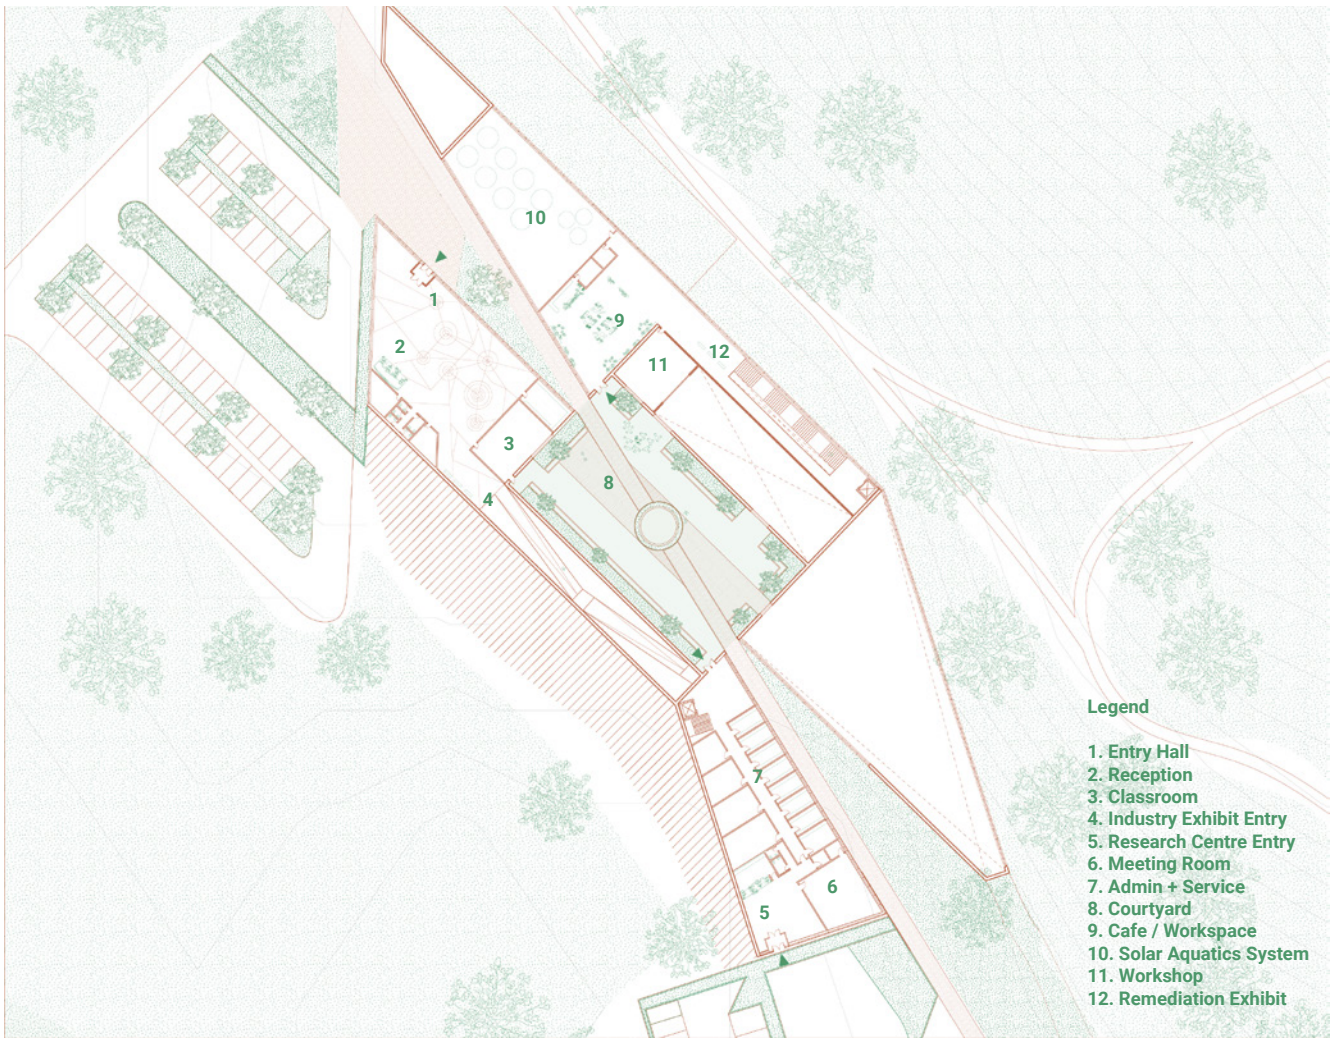 10
1
9
2
12
11
3
8
4
7
6
5
Legend
1. Entry Hall
2. Reception
3. Classroom
4. Industry Exhibit Entry
5. Research Centre Entry
6. Meeting Room
7. Admin + Service
8. Courtyard
9. Cafe / Workspace
10. Solar Aquatics System
11. Workshop
12. Remediation Exhibit